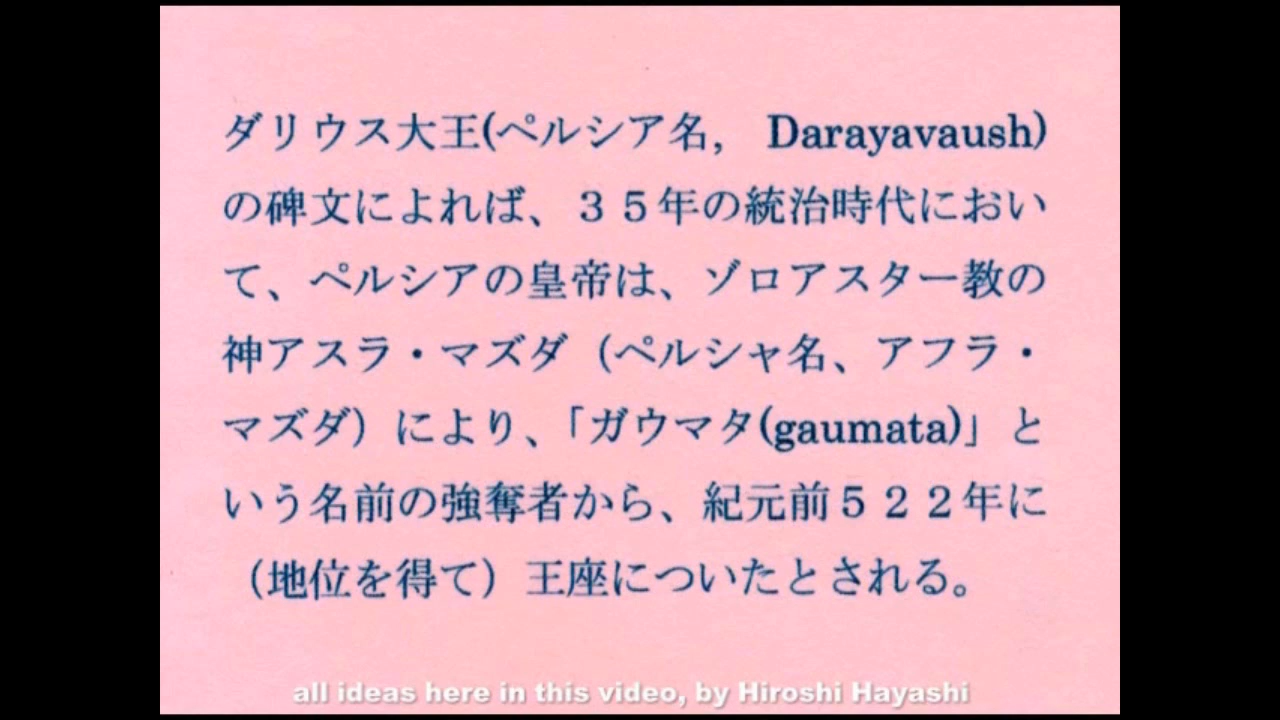 ダリウス大王(ペルシア名,　Darayavaush)
の碑文によれば、３５年の統治時代におい
て、ペルシアの皇帝は、ゾロアスター教の
神アスラ・マズダ（ペルシャ名、アフラ・
マズダ）により、「ガウマタ(gaumata)」と
いう名前の強奪者から、紀元前５２２年に
（地位を得て）王座についたとされる。
all ideas here in this video, by Hiroshi Hayashi